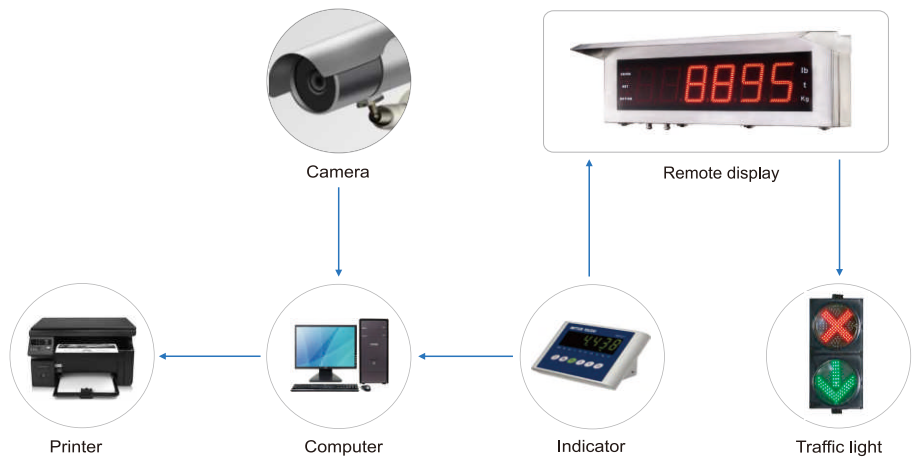 8895
lb
t
Kg
Camera
Remote display
4438
Printer
Computer
Indicator
Traffic light